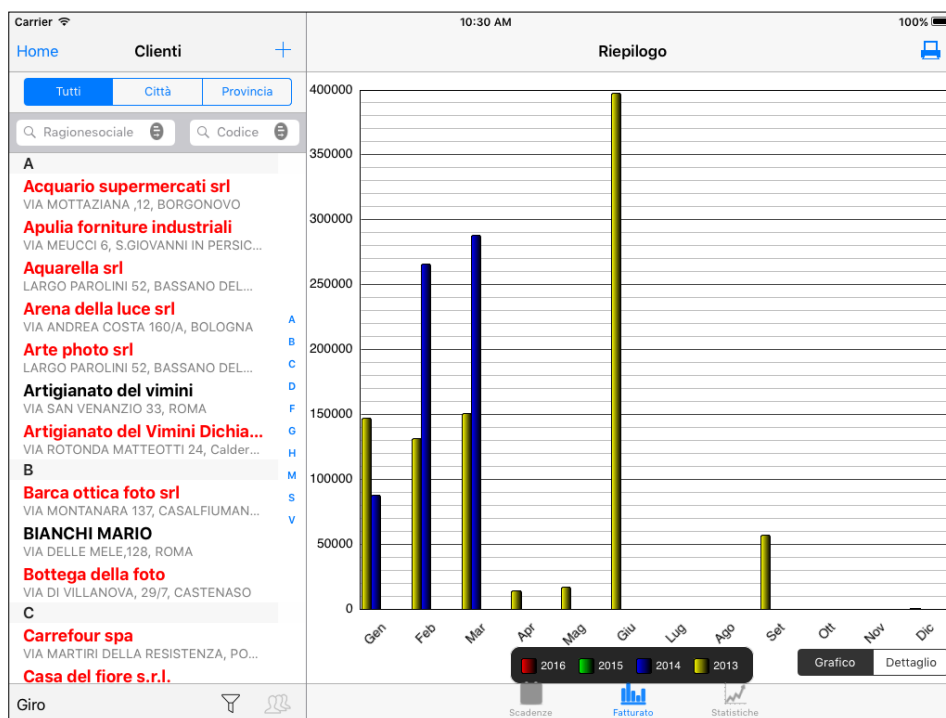 Carrier 10:30 AM 100%
Home Clienti + Riepilogo
Tutti Città Provincia
Ragionesociale Codice
A
Acquario supermercati srl
VIA MOTTAZIANA ,12, BORGONOVO
Apulia forniture industriali
VIA MEUCCI 6, S.GIOVANNI IN PERSIC...
Aquarella srl
LARGO PAROLINI 52, BASSANO DEL...
Arena della luce srl
VIA ANDREA COSTA 160/A, BOLOGNA
Arte photo srl
LARGO PAROLINI 52, BASSANO DEL...
Artigianato del vimini
VIA SAN VENANZIO 33, ROMA
Artigianato del Vimini Dichia...
VIA ROTONDA MATTEOTTI 24, Calder...
B
Barca ottica foto srl
VIA MONTANARA 137, CASALFIUMAN...
BIANCHI MARIO
VIA DELLE MELE,128, ROMA
Bottega della foto
VIA DI VILLANOVA, 29/7, CASTENASO
C
Carrefour spa
VIA MARTIRI DELLA RESISTENZA, PO...
Casa del fiore s.r.l.
Giro
A
B
C
D
F
G
H
M
S
V
400000
350000
300000
250000
200000
150000
100000
50000
0
Gen Feb Mar Apr Mag Giu Lug Ago Set Ott Nov Dic
2016 2015 2014 2013
Grafico Dettaglio
Scadenze Fatturato Statistiche